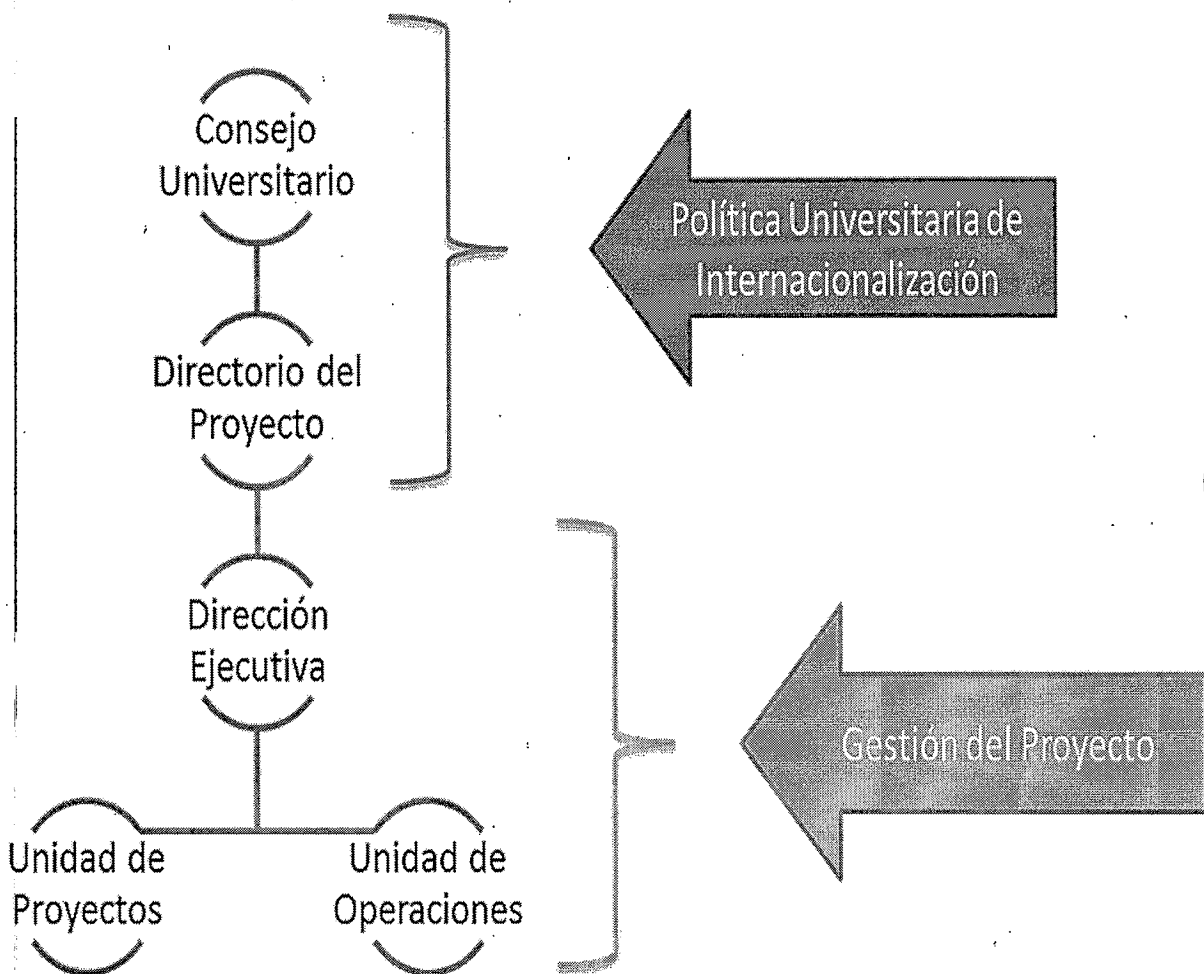 Consejo
Universitario
Política Universitaria de
Internacionalización
Directorio del
Proyecto
Dirección
Ejecutiva
Gestión del Proyecto
Unidad de
Proyectos
Unidad de
Operaciones